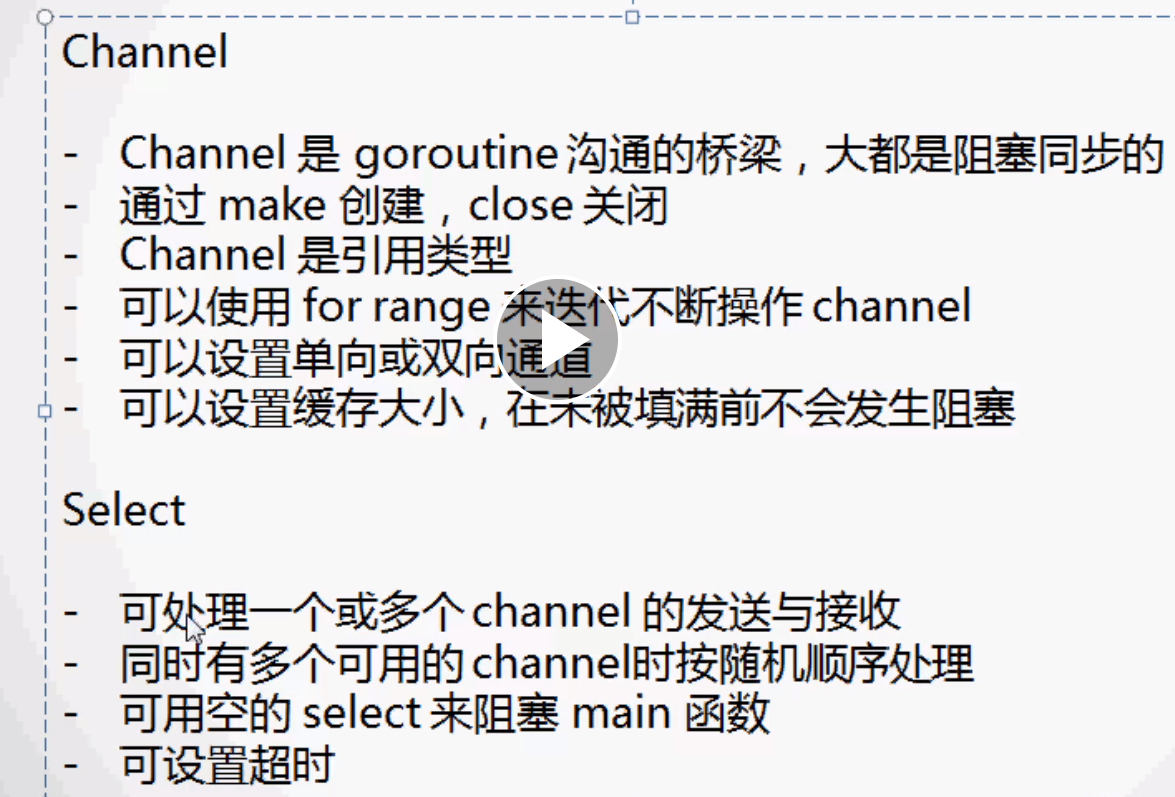 Channel
- Channel 是 goroutine 沟通的桥梁，大都是阻塞同步的
- 通过 make 创建，close 关闭
- Channel 是引用类型
- 可以使用 for range 来迭代不断操作 channel
- 可以设置单向或双向通道
- 可以设置缓存大小，在未被填满前不会发生阻塞
Select
- 可处理一个或多个 channel 的发送与接收
- 同时有多个可用的 channel时按随机顺序处理
- 可用空的 select 来阻塞 main 函数
- 可设置超时